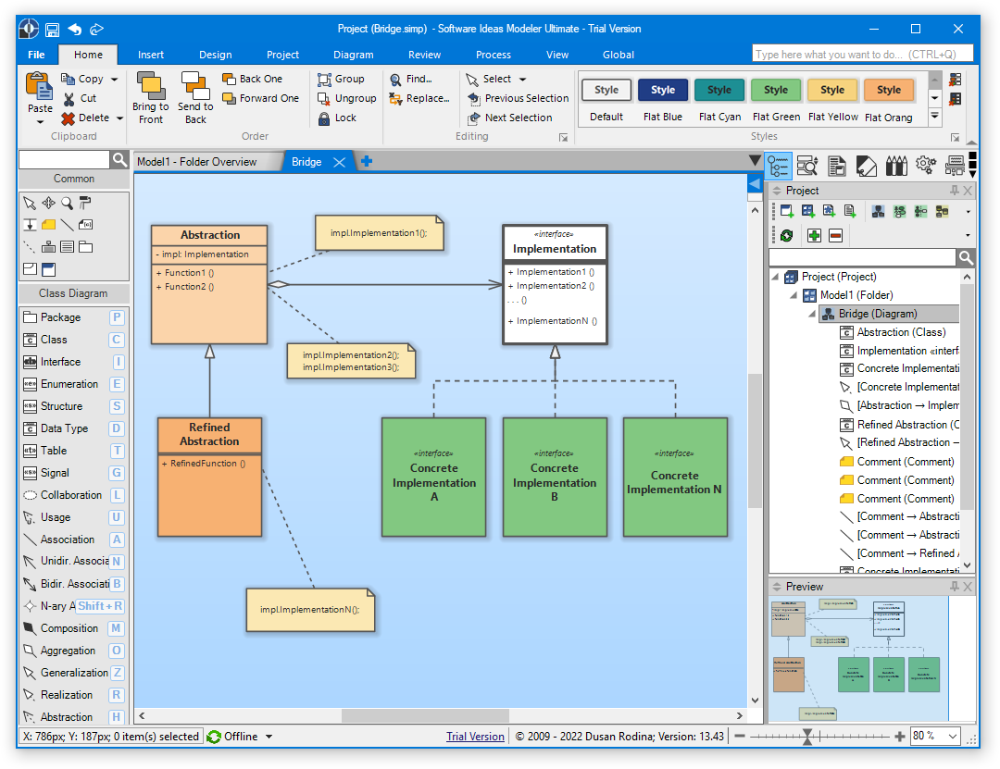 Project (Bridge.simp) - Software Ideas Modeler Ultimate - Trial Version
File Home Insert Design Project Diagram Review Process View Global
Type here what you want to do... (CTRL+Q)
Paste
Copy
Cut
Delete
Clipboard
Bring to Front
Send to Back
Back One
Forward One
Order
Group
Ungroup
Lock
Find...
Replace...
Select
Previous Selection
Next Selection
Editing
Style Style Style Style Style Style
Default Flat Blue Flat Cyan Flat Green Flat Yellow Flat Orang
Styles
Model1 - Folder Overview
Bridge
Common
Class Diagram
Package P
Class C
Interface I
Enumeration E
Structure S
Data Type D
Table T
Signal G
Collaboration L
Usage U
Association A
Unidir. Associa N
Bidir. Associati B
N-ary A Shift+R
Composition M
Aggregation O
Generalization Z
Realization R
Abstraction H
Abstraction
- impl: Implementation
+ Function1 ()
+ Function2 ()
impl.Implementation1();
«interface»
Implementation
+ Implementation1 ()
+ Implementation2 ()
. . . ()
+ ImplementationN ()
impl.Implementation2();
impl.Implementation3();
Refined
Abstraction
+ RefinedFunction ()
«interface»
Concrete
Implementation
A
«interface»
Concrete
Implementation
B
«interface»
Concrete
Implementation N
impl.ImplementationN();
Project
Project (Project)
Model1 (Folder)
Bridge (Diagram)
Abstraction (Class)
Implementation «interfa
Concrete Implementatio
[Concrete Implementat
[Abstraction → Implem
Refined Abstraction (C
[Refined Abstraction →
Comment (Comment)
Comment (Comment)
Comment (Comment)
[Comment → Abstracti
[Comment → Abstracti
[Comment → Refined A
Concrete Implementatio
Preview
X: 786px; Y: 187px; 0 item(s) selected
Offline
Trial Version
© 2009 - 2022 Dusan Rodina; Version: 13.43
80 %